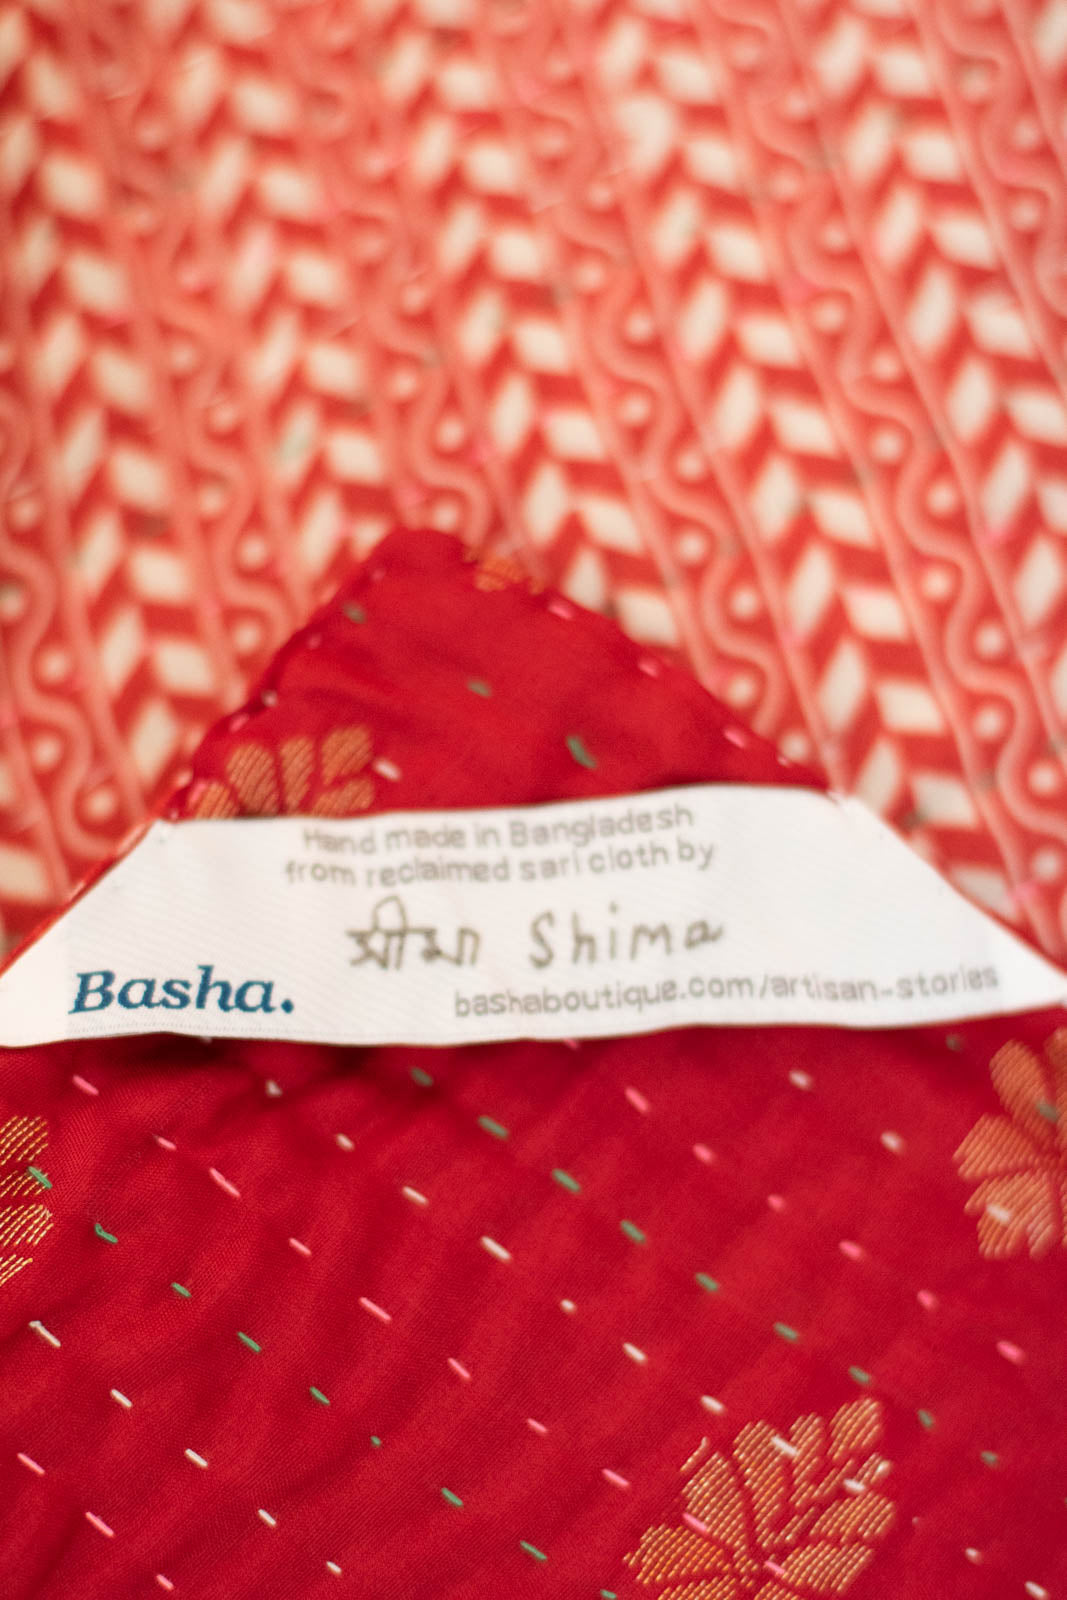 Hand made in Bangladesh
from reclaimed sari cloth by
সীমা Shima
Basha.
bashaboutique.com/artisan-stories